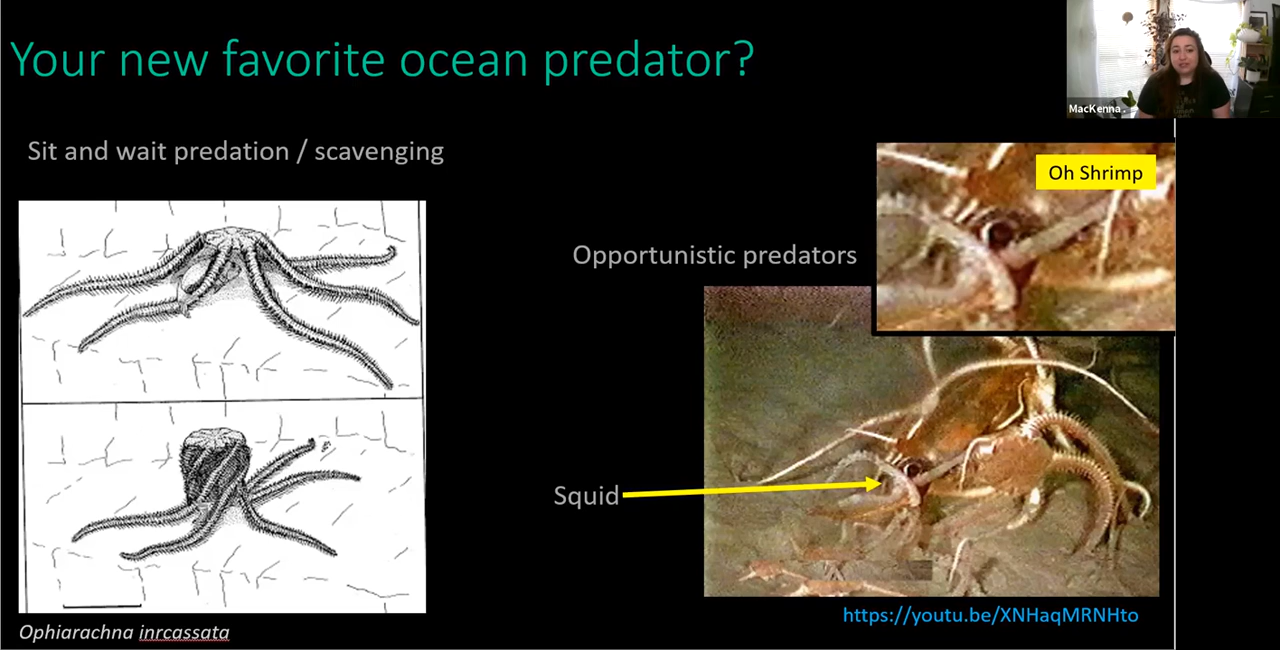 Your new favorite ocean predator?
MacKenna
Sit and wait predation / scavenging
Oh Shrimp
Opportunistic predators
Squid
https://youtu.be/XNHaqMRNHto
Ophiarachna inrcassata